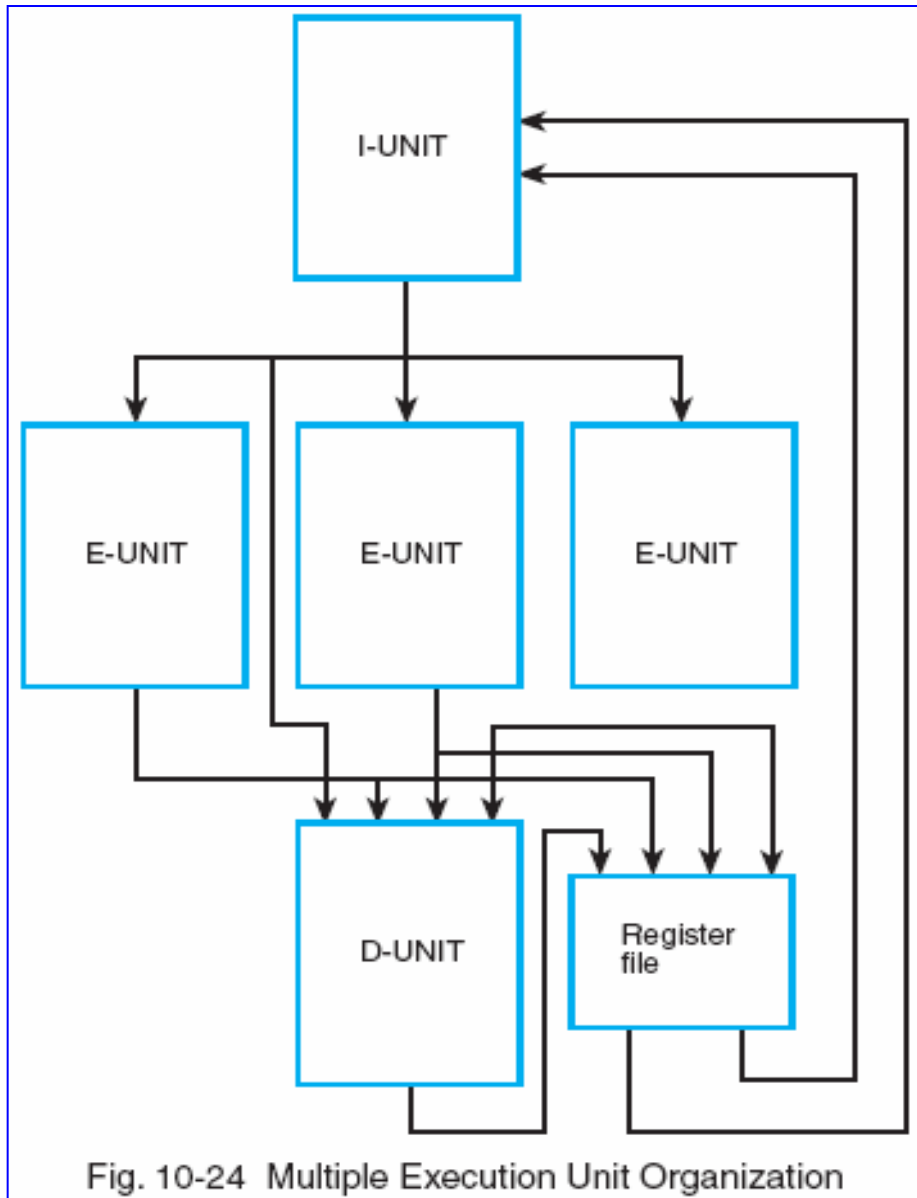 I-UNIT
E-UNIT
E-UNIT
E-UNIT
D-UNIT
Register
file
Fig. 10-24 Multiple Execution Unit Organization